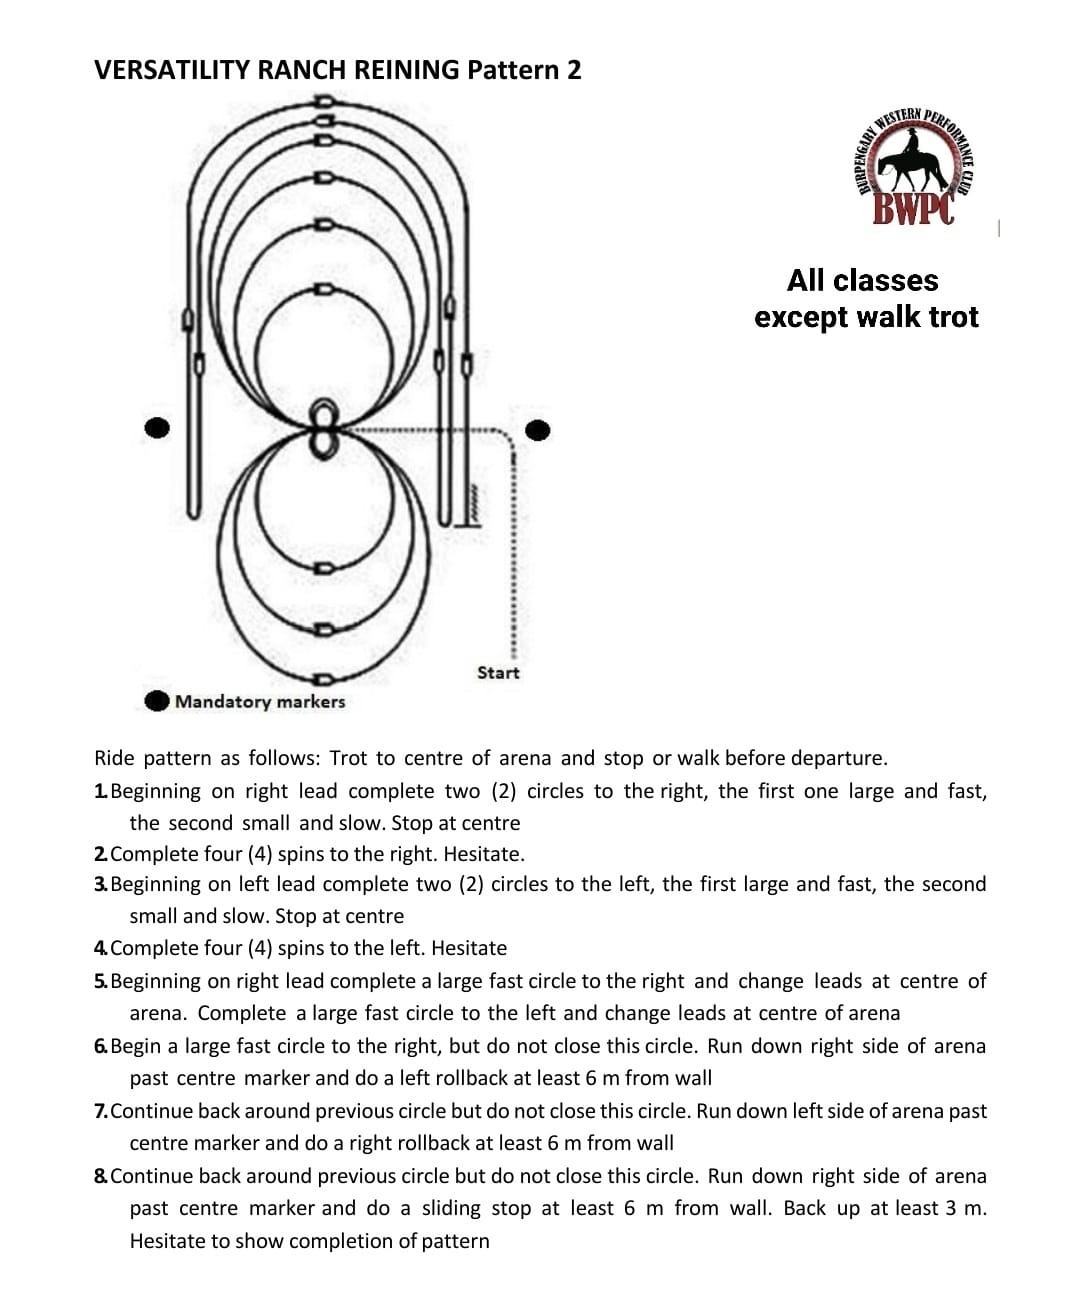 VERSATILITY RANCH REINING Pattern 2
BURPENGARY WESTERN PERFORMANCE CLUB
BWPC
All classes
except walk trot
Start
Mandatory markers
Ride pattern as follows: Trot to centre of arena and stop or walk before departure.
1.Beginning on right lead complete two (2) circles to the right, the first one large and fast,
the second small and slow. Stop at centre
2.Complete four (4) spins to the right. Hesitate.
3.Beginning on left lead complete two (2) circles to the left, the first large and fast, the second
small and slow. Stop at centre
4.Complete four (4) spins to the left. Hesitate
5.Beginning on right lead complete a large fast circle to the right and change leads at centre of
arena. Complete a large fast circle to the left and change leads at centre of arena
6.Begin a large fast circle to the right, but do not close this circle. Run down right side of arena
past centre marker and do a left rollback at least 6 m from wall
7.Continue back around previous circle but do not close this circle. Run down left side of arena past
centre marker and do a right rollback at least 6 m from wall
8.Continue back around previous circle but do not close this circle. Run down right side of arena
past centre marker and do a sliding stop at least 6 m from wall. Back up at least 3 m.
Hesitate to show completion of pattern